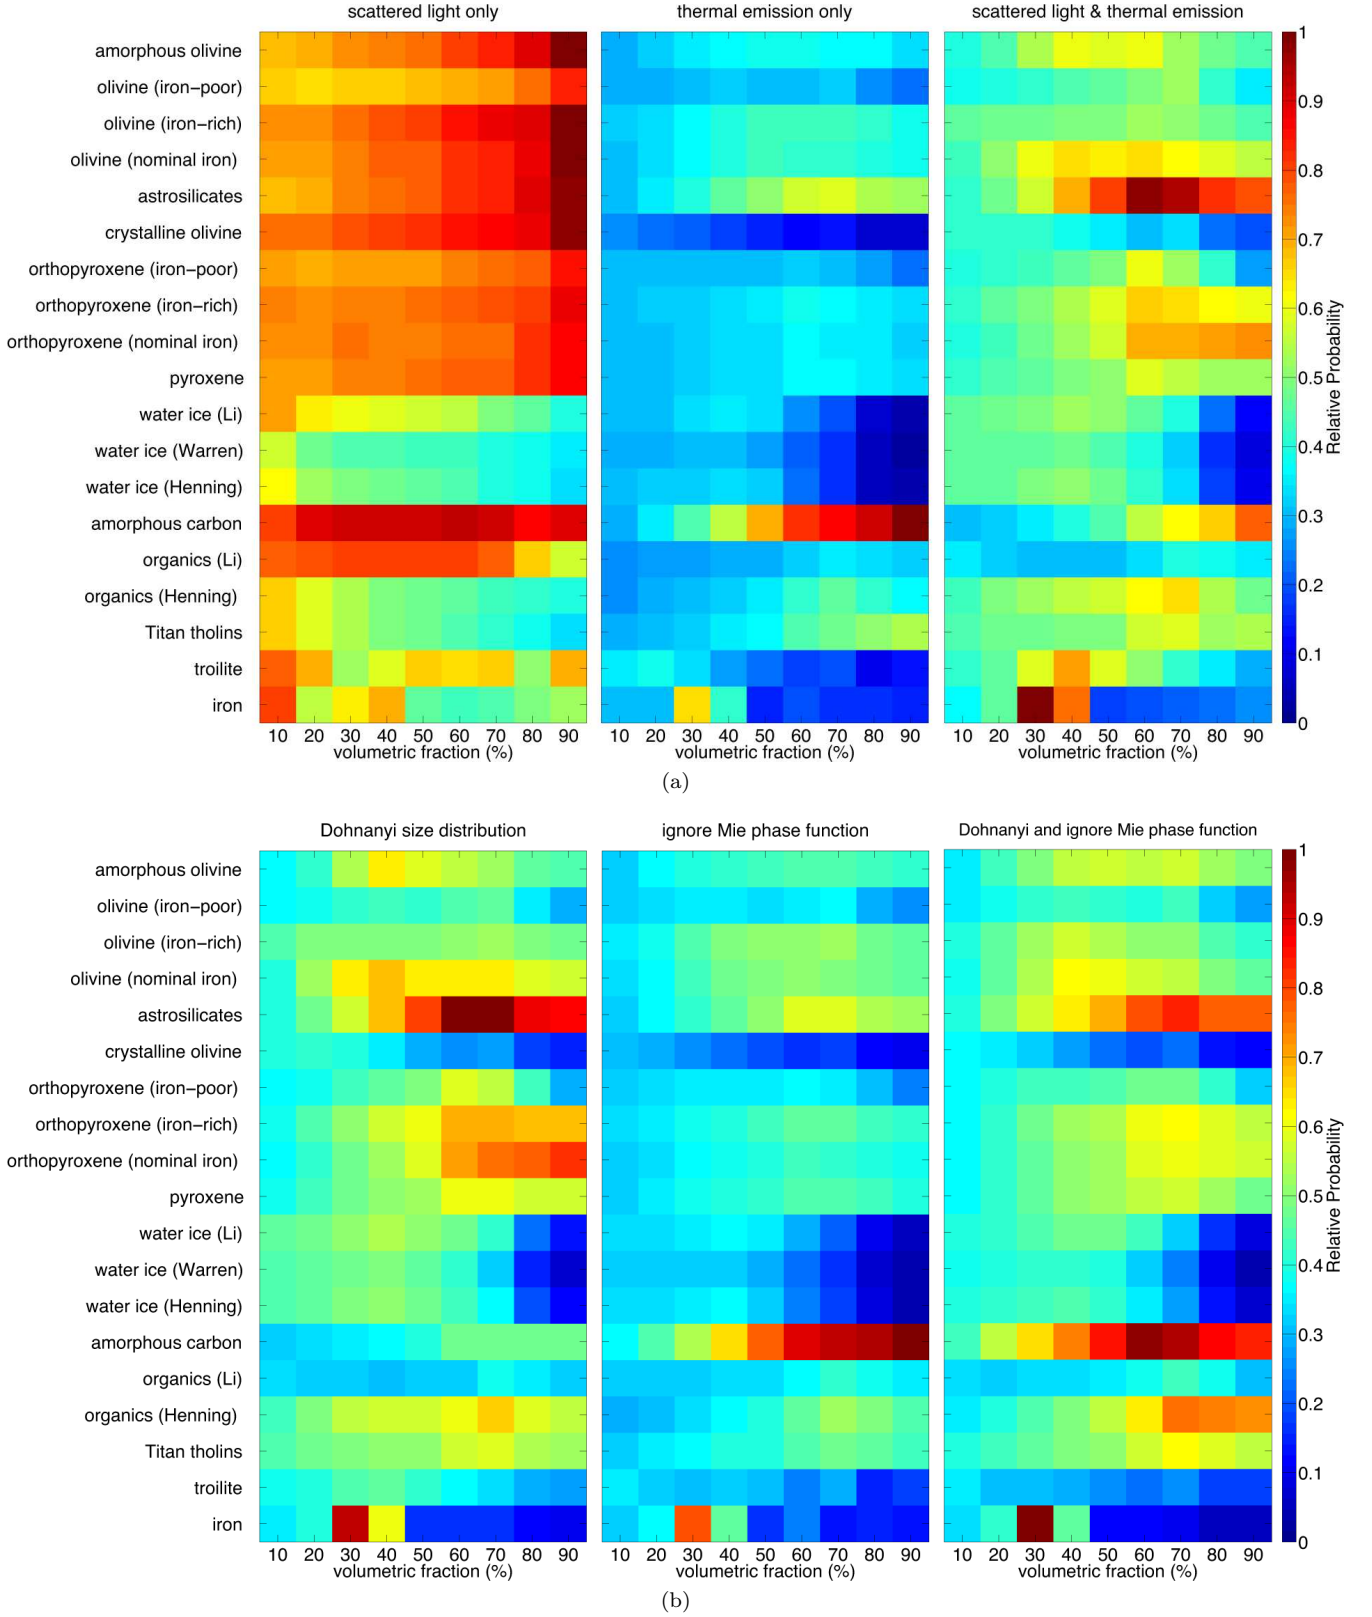 scattered light only
thermal emission only
scattered light & thermal emission
amorphous olivine
olivine (iron−poor)
olivine (iron−rich)
olivine (nominal iron)
astrosilicates
crystalline olivine
orthopyroxene (iron−poor)
orthopyroxene (iron−rich)
orthopyroxene (nominal iron)
pyroxene
water ice (Li)
water ice (Warren)
water ice (Henning)
amorphous carbon
organics (Li)
organics (Henning)
Titan tholins
troilite
iron
1
0.9
0.8
0.7
0.6
0.5
0.4
0.3
0.2
0.1
0
Relative Probability
10 20 30 40 50 60 70 80 90
10 20 30 40 50 60 70 80 90
10 20 30 40 50 60 70 80 90
volumetric fraction (%)
volumetric fraction (%)
volumetric fraction (%)
(a)
Dohnanyi size distribution
ignore Mie phase function
Dohnanyi and ignore Mie phase function
amorphous olivine
olivine (iron−poor)
olivine (iron−rich)
olivine (nominal iron)
astrosilicates
crystalline olivine
orthopyroxene (iron−poor)
orthopyroxene (iron−rich)
orthopyroxene (nominal iron)
pyroxene
water ice (Li)
water ice (Warren)
water ice (Henning)
amorphous carbon
organics (Li)
organics (Henning)
Titan tholins
troilite
iron
1
0.9
0.8
0.7
0.6
0.5
0.4
0.3
0.2
0.1
0
Relative Probability
10 20 30 40 50 60 70 80 90
10 20 30 40 50 60 70 80 90
10 20 30 40 50 60 70 80 90
volumetric fraction (%)
volumetric fraction (%)
volumetric fraction (%)
(b)